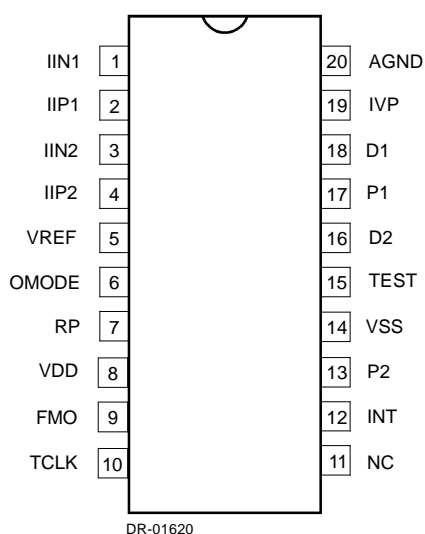 IIN1 1 20 AGND
IIP1 2 19 IVP
IIN2 3 18 D1
IIP2 4 17 P1
VREF 5 16 D2
OMODE 6 15 TEST
RP 7 14 VSS
VDD 8 13 P2
FMO 9 12 INT
TCLK 10 11 NC
DR-01620